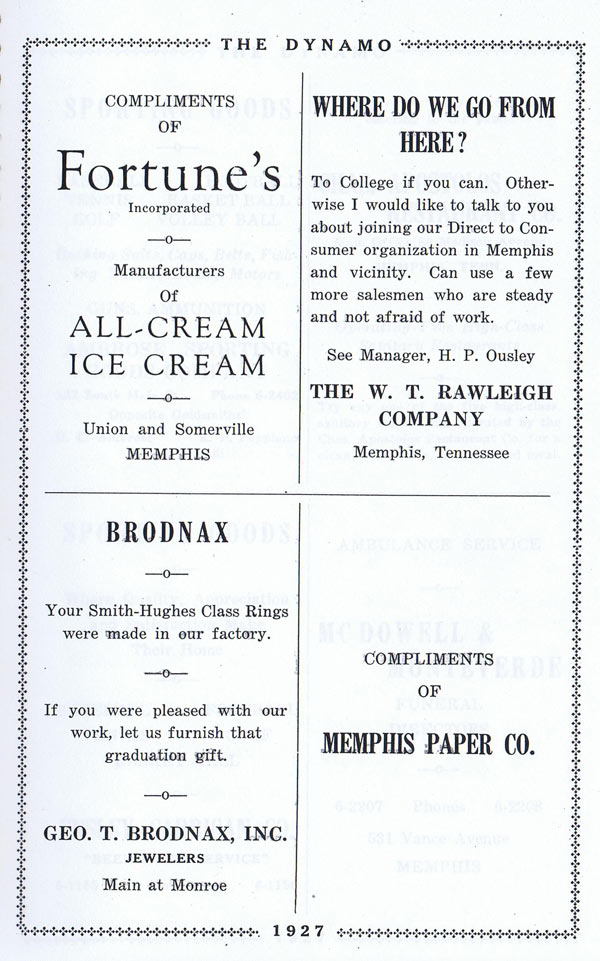 THE DYNAMO
COMPLIMENTS
OF
Fortune's
Incorporated
—o—
Manufacturers
Of
ALL-CREAM
ICE CREAM
—o—
Union and Somerville
MEMPHIS
WHERE DO WE GO FROM
HERE?
To College if you can. Other-
wise I would like to talk to you
about joining our Direct to Con-
sumer organization in Memphis
and vicinity. Can use a few
more salesmen who are steady
and not afraid of work.
See Manager, H. P. Ousley
THE W. T. RAWLEIGH
COMPANY
Memphis, Tennessee
BRODNAX
—o—
Your Smith-Hughes Class Rings
were made in our factory.
—o—
If you were pleased with our
work, let us furnish that
graduation gift.
—o—
GEO. T. BRODNAX, INC.
JEWELERS
Main at Monroe
COMPLIMENTS
OF
MEMPHIS PAPER CO.
1927